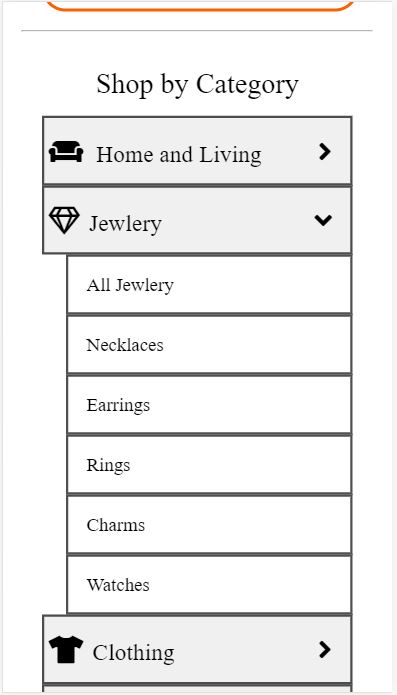 Shop by Category
Home and Living
Jewlery
All Jewlery
Necklaces
Earrings
Rings
Charms
Watches
Clothing